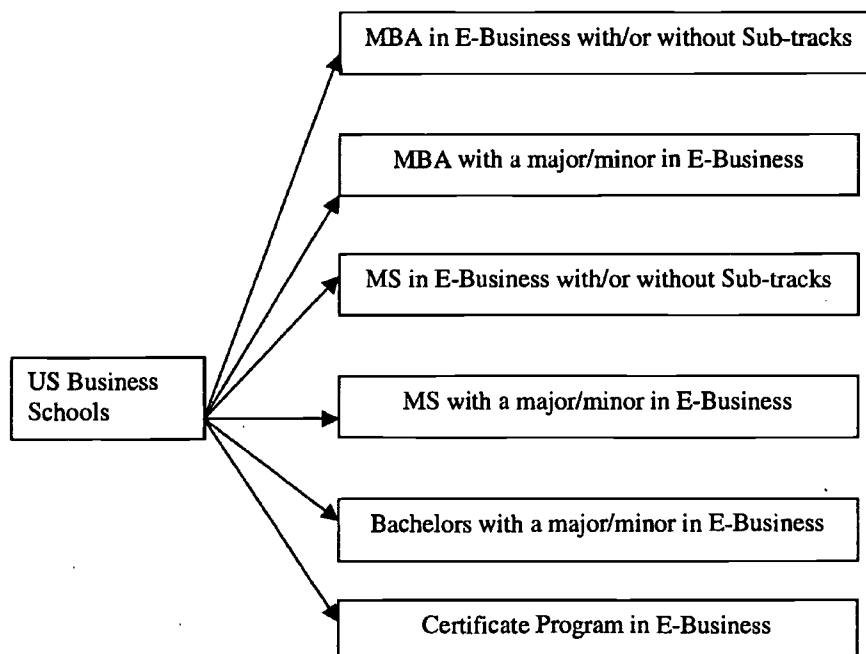 MBA in E-Business with/or without Sub-tracks
MBA with a major/minor in E-Business
MS in E-Business with/or without Sub-tracks
US Business
Schools
MS with a major/minor in E-Business
Bachelors with a major/minor in E-Business
Certificate Program in E-Business